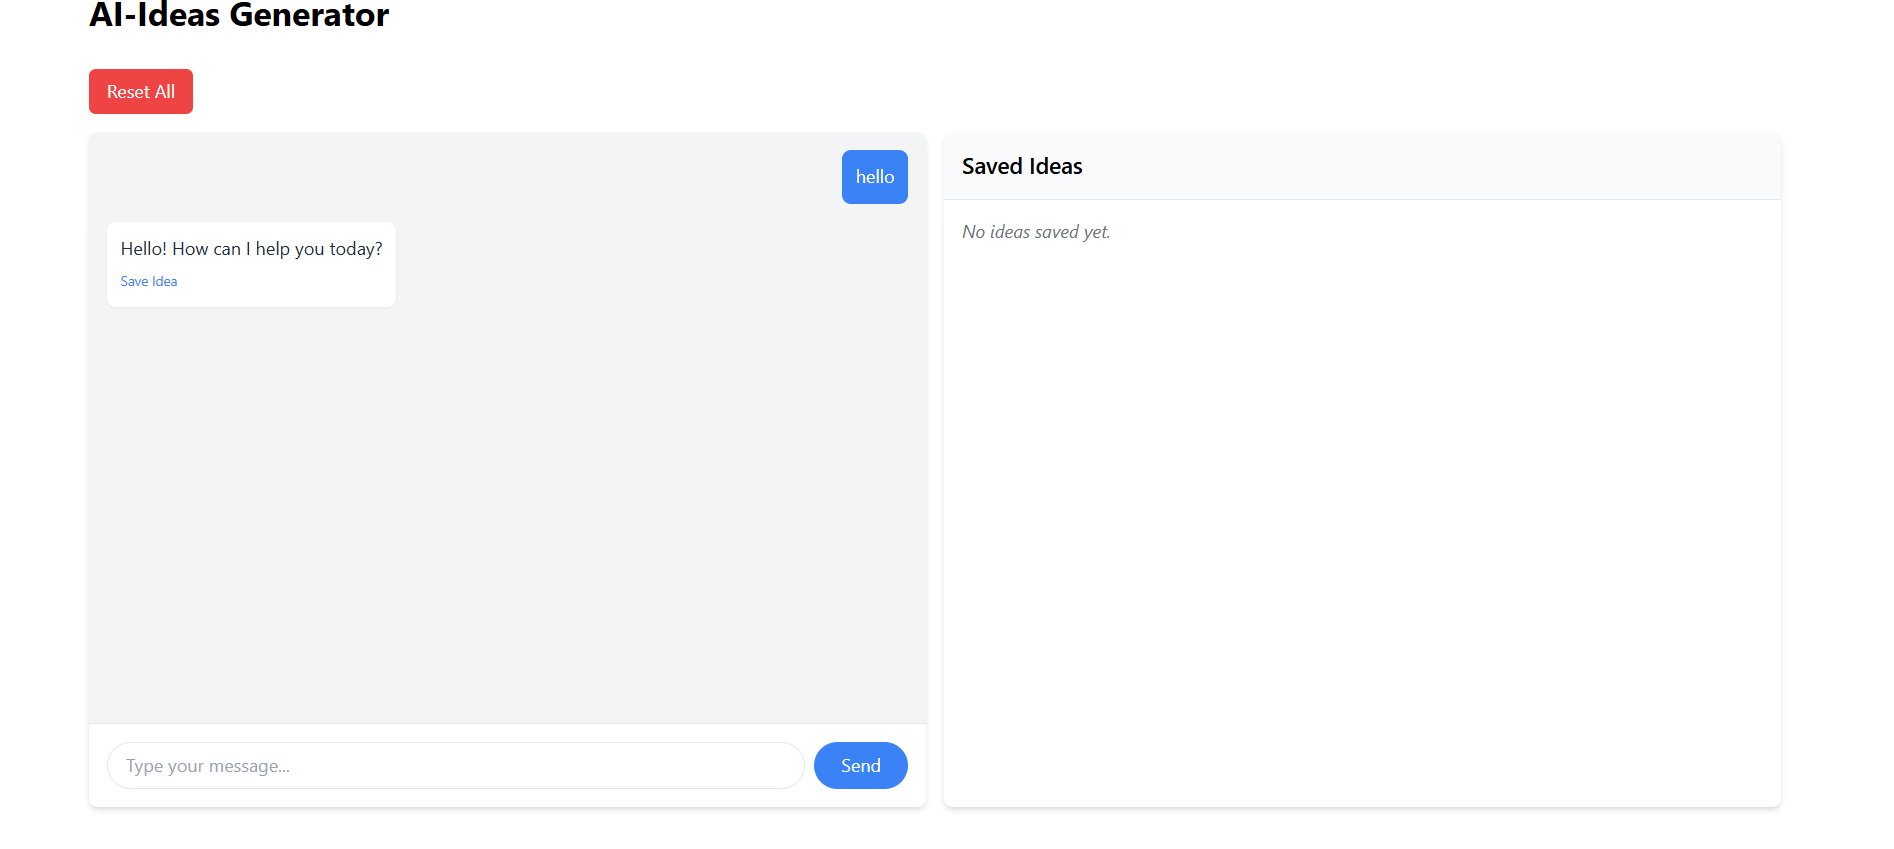 AI-Ideas Generator
Reset All
hello
Hello! How can I help you today?
Save Idea
Type your message...
Send
Saved Ideas
No ideas saved yet.